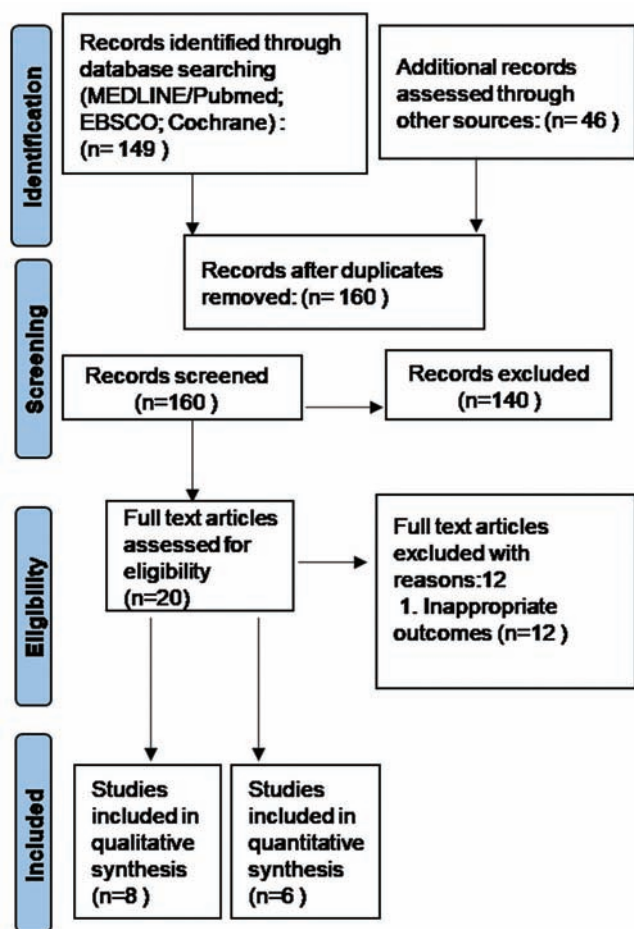 Identification
Records identified through
database searching
(MEDLINE/Pubmed;
EBSCO; Cochrane) :
(n= 149 )
Additional records
assessed through
other sources: (n= 46 )
Records after duplicates
removed: (n= 160 )
Screening
Records screened
(n=160 )
Records excluded
(n=140 )
Eligibility
Full text articles
assessed for
eligibility
(n=20)
Full text articles
excluded with
reasons:12
1. Inappropriate
outcomes (n=12 )
Included
Studies
included in
qualitative
synthesis
(n=8 )
Studies
included in
quantitative
synthesis
(n=6 )